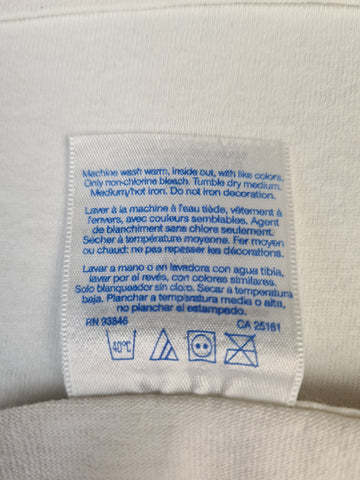 Machine wash warm, inside out, with like colors.
Only non-chlorine bleach. Tumble dry medium.
Medium/hot iron. Do not iron decoration.
Laver à la machine à l'eau tiède, vêtement à
l'envers, avec couleurs semblables. Agent
de blanchiment sans chlore seulement.
Sécher à température moyenne. Fer moyen
ou chaud: ne pas repasser les décorations.
Lavar a mano o en lavadora con agua tibia,
lavar por el revés, con colores similares.
Solo blanqueador sin cloro. Secar a temperatura
baja. Planchar a temperatura media o alta,
no planchar el estampado.
RN 93846 CA 25161
40°C